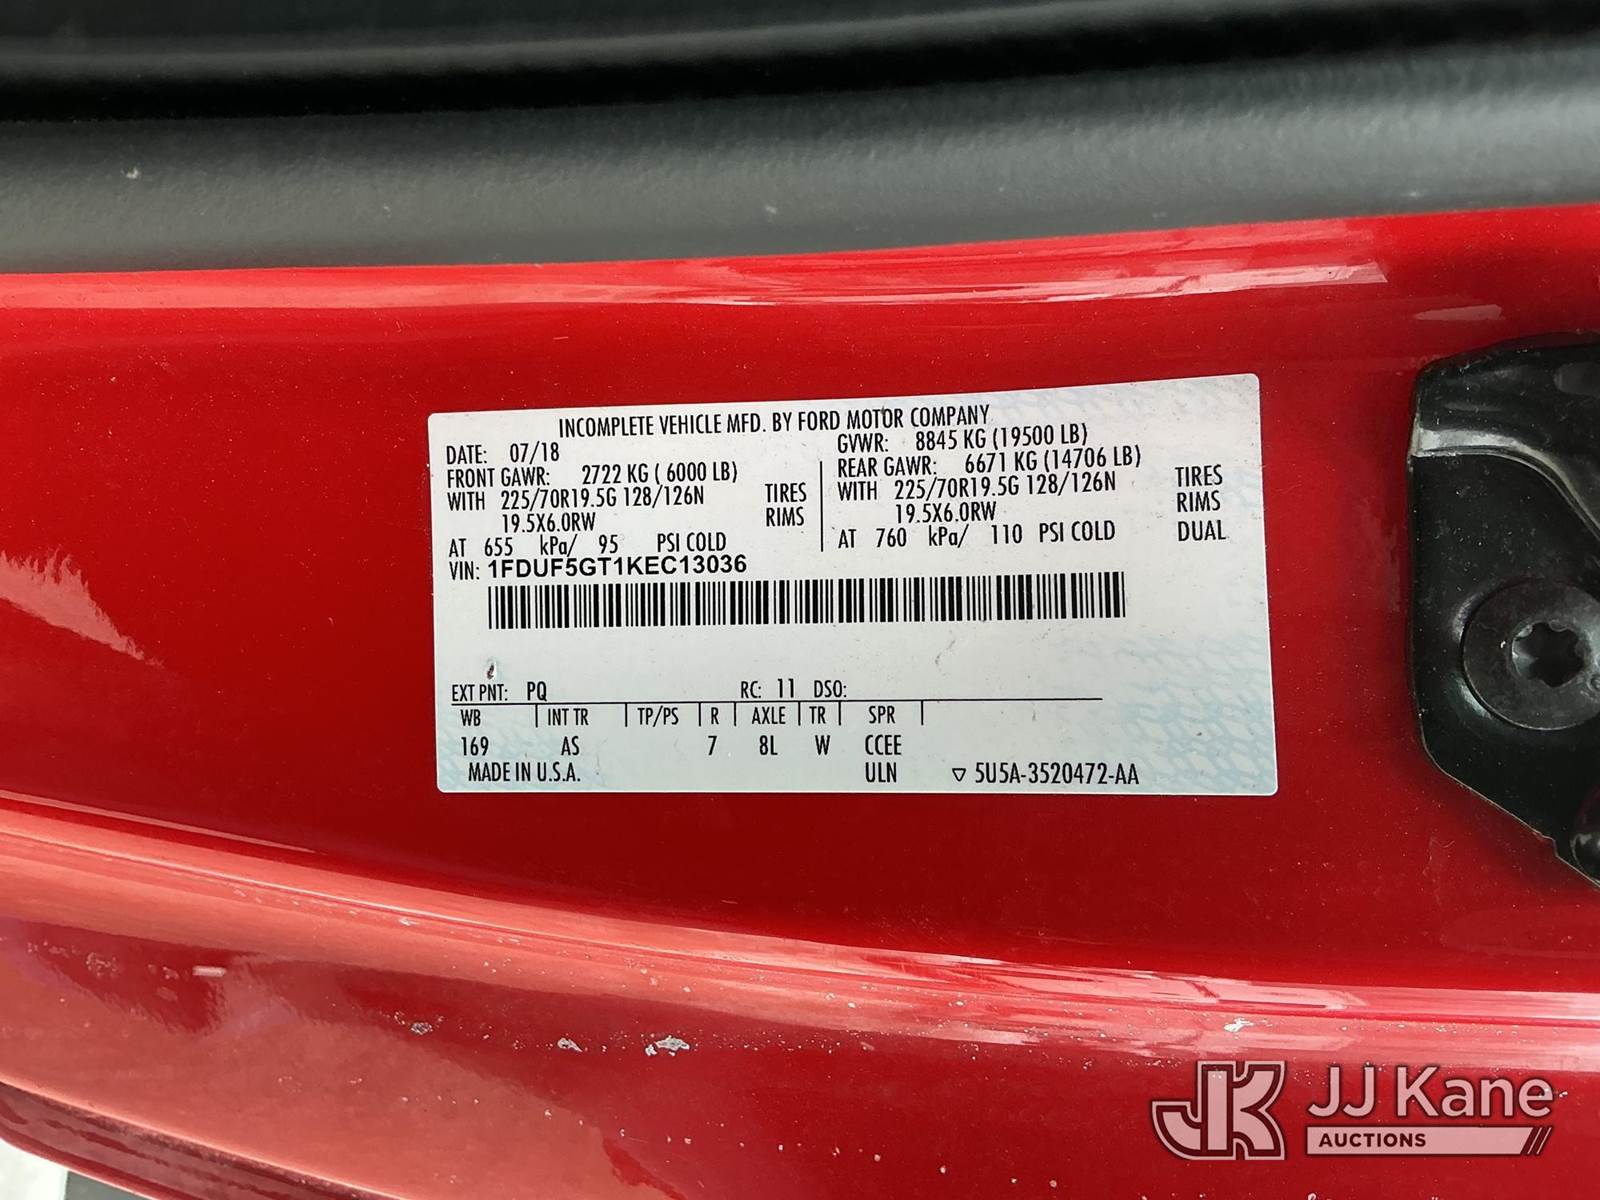 INCOMPLETE VEHICLE MFD. BY FORD MOTOR COMPANY
DATE: 07/18 GVWR: 8845 KG (19500 LB)
FRONT GAWR: 2722 KG ( 6000 LB) REAR GAWR: 6671 KG (14706 LB)
WITH 225/70R19.5G 128/126N TIRES WITH 225/70R19.5G 128/126N TIRES
19.5X6.0RW RIMS 19.5X6.0RW RIMS
AT 655 kPa/ 95 PSI COLD AT 760 kPa/ 110 PSI COLD DUAL
VIN: 1FDUF5GT1KEC13036
EXT PNT: PQ RC: 11 DSO:
WB INT TR TP/PS R AXLE TR SPR
169 AS 7 8L W CCEE
MADE IN U.S.A. ULN ▽ 5U5A-3520472-AA
JK JJ Kane
AUCTIONS